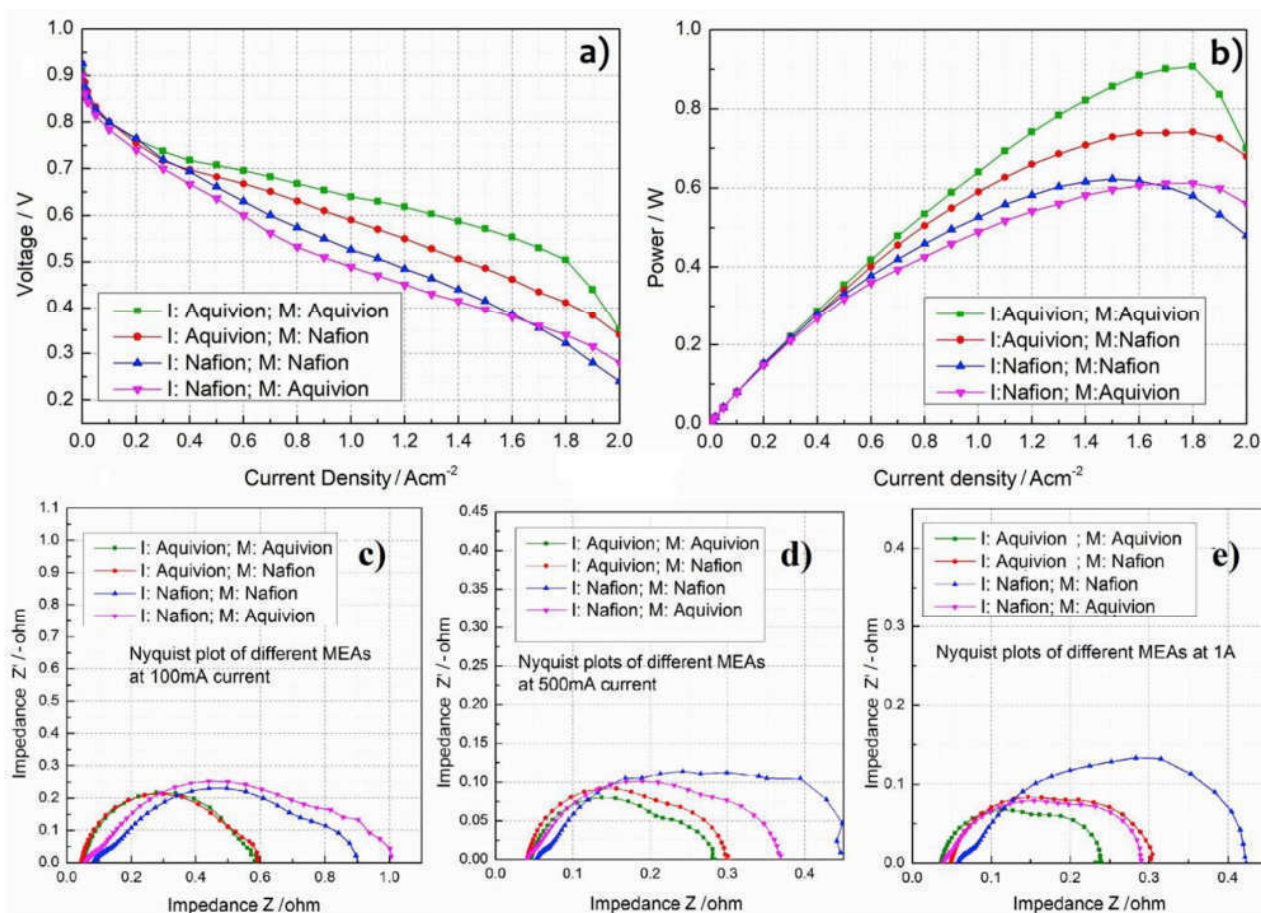 a)
1.0
0.9
0.8
0.7
0.6
0.5
0.4
0.3
0.2
Voltage / V
I: Aquivion; M: Aquivion
I: Aquivion; M: Nafion
I: Nafion; M: Nafion
I: Nafion; M: Aquivion
0.0 0.2 0.4 0.6 0.8 1.0 1.2 1.4 1.6 1.8 2.0
Current Density / Acm⁻²
b)
1.0
0.8
0.6
0.4
0.2
0.0
Power / W
I:Aquivion; M:Aquivion
I:Aquivion; M:Nafion
I:Nafion; M:Nafion
I:Nafion; M:Aquivion
0.0 0.2 0.4 0.6 0.8 1.0 1.2 1.4 1.6 1.8 2.0
Current density / Acm⁻²
c)
1.1
1.0
0.9
0.8
0.7
0.6
0.5
0.4
0.3
0.2
0.1
0.0
Impedance Z'/-ohm
I: Aquivion; M: Aquivion
I: Aquivion; M: Nafion
I: Nafion; M: Nafion
I: Nafion; M: Aquivion
Nyquist plot of different MEAs
at 100mA current
0.0 0.2 0.4 0.6 0.8 1.0
Impedance Z /ohm
d)
0.45
0.40
0.35
0.30
0.25
0.20
0.15
0.10
0.05
0.00
Impedance Z'/-ohm
I: Aquivion; M: Aquivion
I: Aquivion; M: Nafion
I: Nafion; M: Nafion
I: Nafion; M: Aquivion
Nyquist plots of different MEAs
at 500mA current
0.0 0.1 0.2 0.3 0.4
Impedance Z /ohm
e)
0.4
0.3
0.2
0.1
0.0
Impedance Z'/-ohm
I: Aquivion ; M: Aquivion
I: Aquivion ; M: Nafion
I: Nafion; M: Nafion
I: Nafion; M: Aquivion
Nyquist plots of different MEAs at 1A
0.0 0.1 0.2 0.3 0.4
Impedance Z /ohm